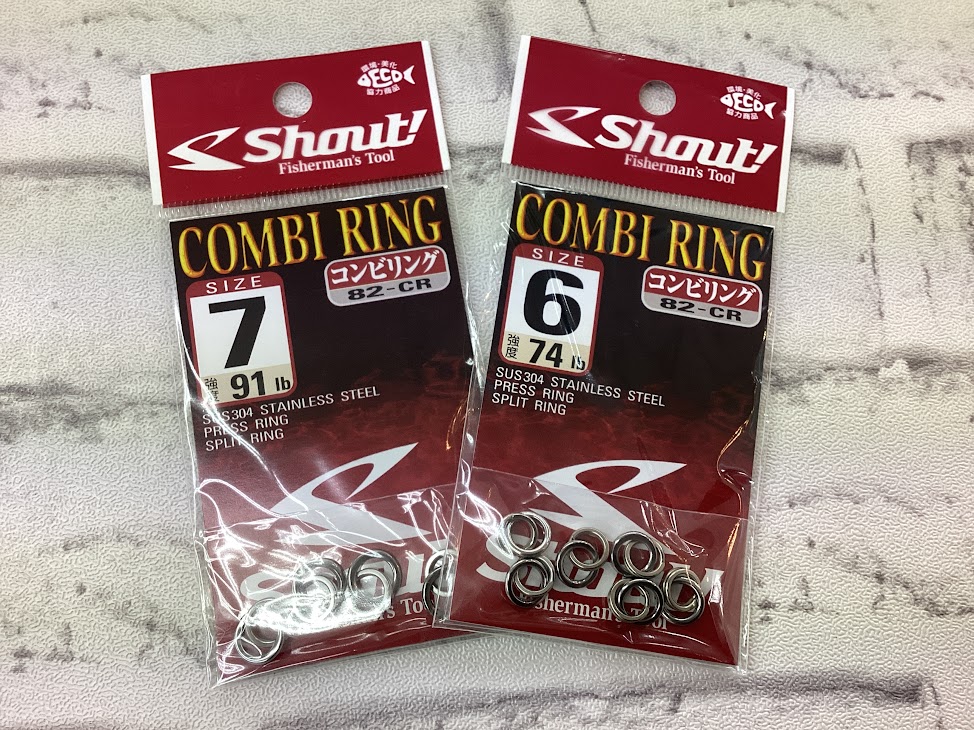 環境・美化
ECO
協力商品
Shout!
Fisherman's Tool
COMBI RING
SIZE
7
強度 91 lb
コンビリング
82-CR
SUS304 STAINLESS STEEL
PRESS RING
SPLIT RING
環境・美化
ECO
協力商品
Shout!
Fisherman's Tool
COMBI RING
SIZE
6
強度 74 lb
コンビリング
82-CR
SUS304 STAINLESS STEEL
PRESS RING
SPLIT RING
Fisherman's Tool